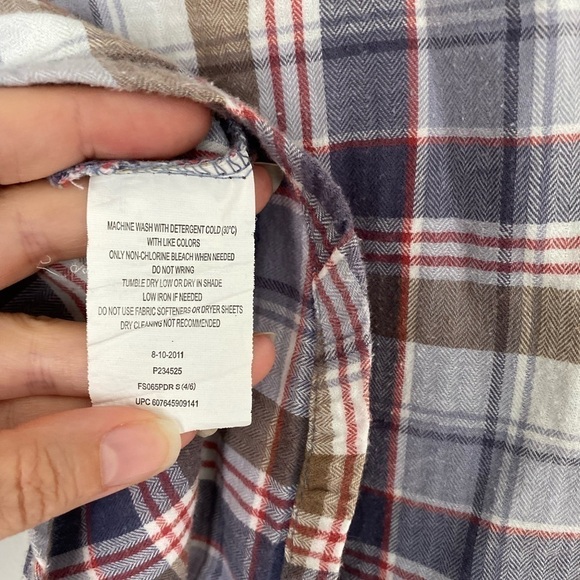 MACHINE WASH WITH DETERGENT COLD (30°C)
WITH LIKE COLORS
ONLY NON-CHLORINE BLEACH WHEN NEEDED
DO NOT WRING
TUMBLE DRY LOW OR DRY IN SHADE
LOW IRON IF NEEDED
DO NOT USE FABRIC SOFTENERS OR DRYER SHEETS
DRY CLEANING NOT RECOMMENDED
8-10-2011
P234525
FS065PDR S (4/6)
UPC 607645909141